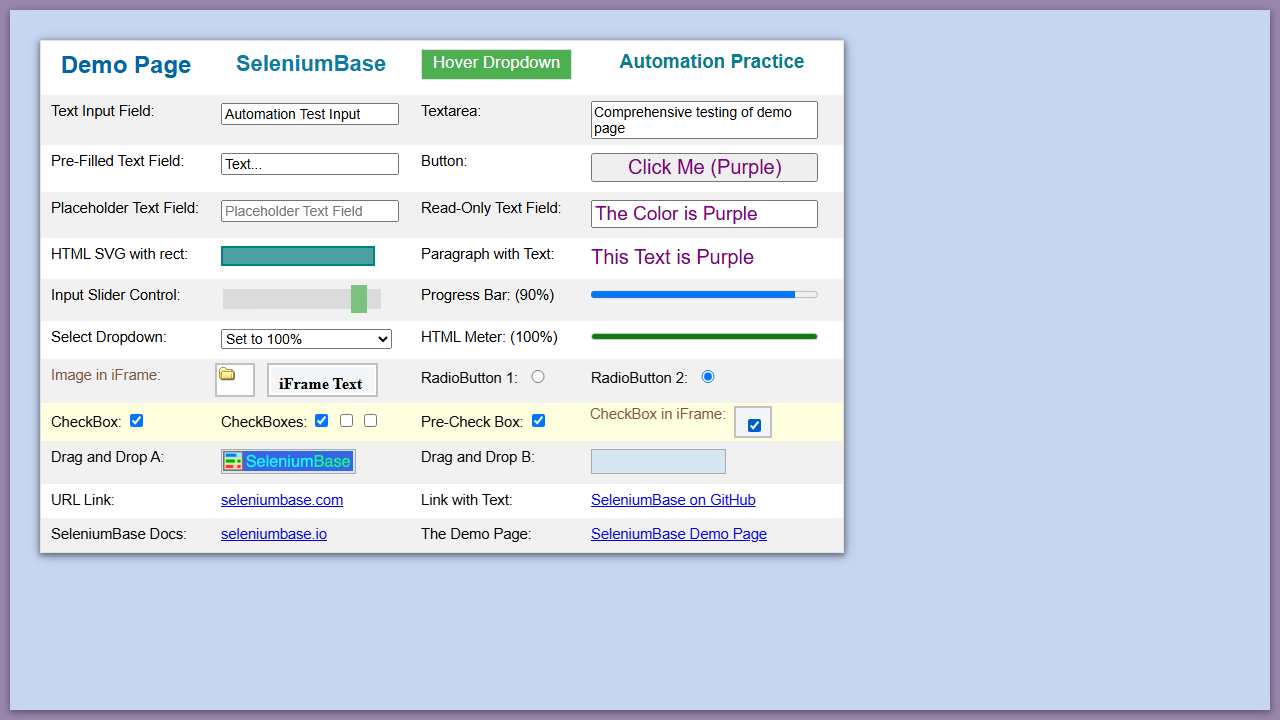 Demo Page SeleniumBase Hover Dropdown Automation Practice
Text Input Field: Automation Test Input Textarea: Comprehensive testing of demo
page
Pre-Filled Text Field: Text... Button: Click Me (Purple)
Placeholder Text Field: Placeholder Text Field Read-Only Text Field: The Color is Purple
HTML SVG with rect: Paragraph with Text: This Text is Purple
Input Slider Control: Progress Bar: (90%)
Select Dropdown: Set to 100% HTML Meter: (100%)
Image in iFrame: iFrame Text RadioButton 1: RadioButton 2:
CheckBox: CheckBoxes: Pre-Check Box: CheckBox in iFrame:
Drag and Drop A: SeleniumBase Drag and Drop B:
URL Link: seleniumbase.com Link with Text: SeleniumBase on GitHub
SeleniumBase Docs: seleniumbase.io The Demo Page: SeleniumBase Demo Page